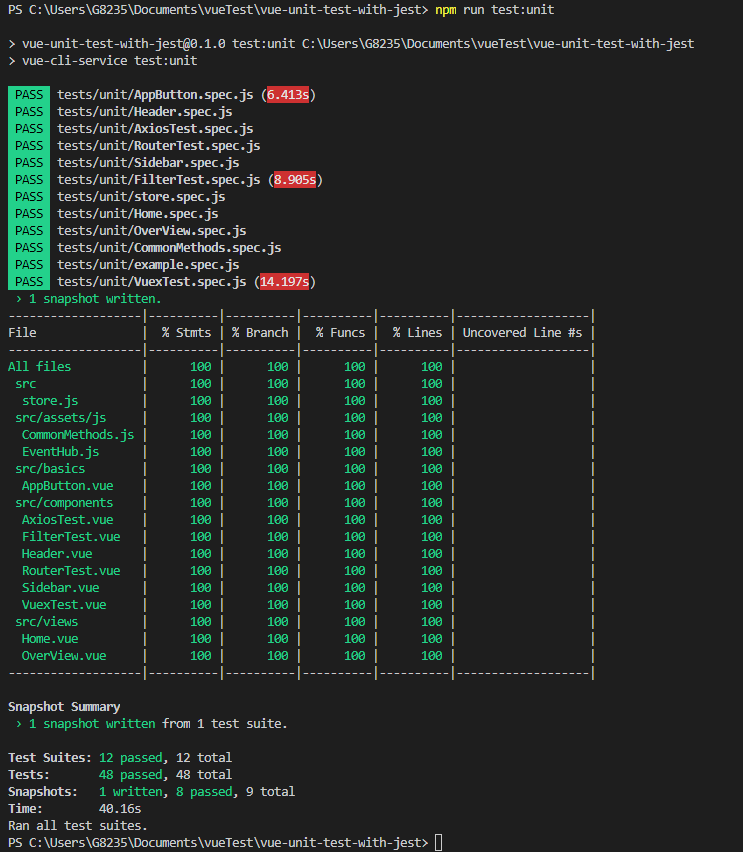 PS C:\Users\G8235\Documents\vueTest\vue-unit-test-with-jest> npm run test:unit
> vue-unit-test-with-jest@0.1.0 test:unit C:\Users\G8235\Documents\vueTest\vue-unit-test-with-jest
> vue-cli-service test:unit
PASS tests/unit/AppButton.spec.js (6.413s)
PASS tests/unit/Header.spec.js
PASS tests/unit/AxiosTest.spec.js
PASS tests/unit/RouterTest.spec.js
PASS tests/unit/Sidebar.spec.js
PASS tests/unit/FilterTest.spec.js (8.905s)
PASS tests/unit/store.spec.js
PASS tests/unit/Home.spec.js
PASS tests/unit/OverView.spec.js
PASS tests/unit/CommonMethods.spec.js
PASS tests/unit/example.spec.js
PASS tests/unit/VuexTest.spec.js (14.197s)
› 1 snapshot written.
-------------------|----------|----------|----------|----------|-------------------|
File               |  % Stmts | % Branch |  % Funcs |  % Lines | Uncovered Line #s |
-------------------|----------|----------|----------|----------|-------------------|
All files          |      100 |      100 |      100 |      100 |                   |
 src               |      100 |      100 |      100 |      100 |                   |
  store.js         |      100 |      100 |      100 |      100 |                   |
 src/assets/js     |      100 |      100 |      100 |      100 |                   |
  CommonMethods.js |      100 |      100 |      100 |      100 |                   |
  EventHub.js      |      100 |      100 |      100 |      100 |                   |
 src/basics        |      100 |      100 |      100 |      100 |                   |
  AppButton.vue    |      100 |      100 |      100 |      100 |                   |
 src/components    |      100 |      100 |      100 |      100 |                   |
  AxiosTest.vue    |      100 |      100 |      100 |      100 |                   |
  FilterTest.vue   |      100 |      100 |      100 |      100 |                   |
  Header.vue       |      100 |      100 |      100 |      100 |                   |
  RouterTest.vue   |      100 |      100 |      100 |      100 |                   |
  Sidebar.vue      |      100 |      100 |      100 |      100 |                   |
  VuexTest.vue     |      100 |      100 |      100 |      100 |                   |
 src/views         |      100 |      100 |      100 |      100 |                   |
  Home.vue         |      100 |      100 |      100 |      100 |                   |
  OverView.vue     |      100 |      100 |      100 |      100 |                   |
-------------------|----------|----------|----------|----------|-------------------|
Snapshot Summary
› 1 snapshot written from 1 test suite.
Test Suites: 12 passed, 12 total
Tests:       48 passed, 48 total
Snapshots:   1 written, 8 passed, 9 total
Time:        40.16s
Ran all test suites.
PS C:\Users\G8235\Documents\vueTest\vue-unit-test-with-jest>